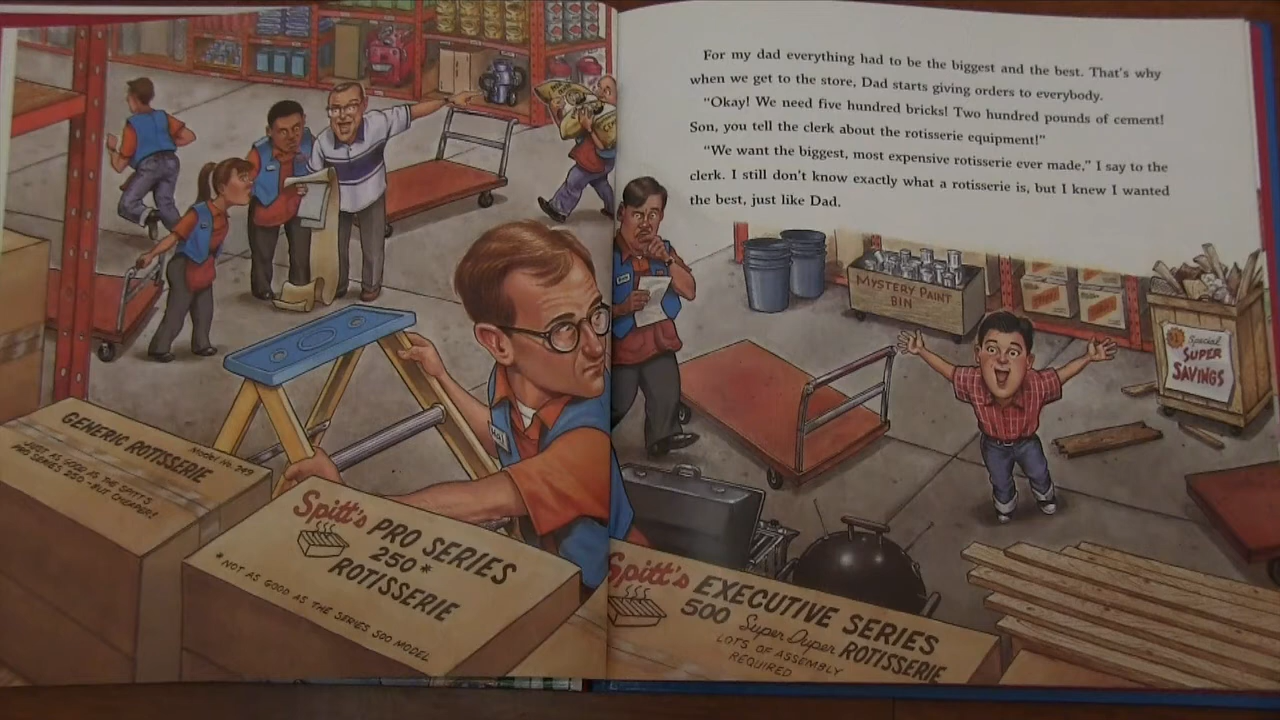 For my dad everything had to be the biggest and the best. That's why
when we get to the store, Dad starts giving orders to everybody.
"Okay! We need five hundred bricks! Two hundred pounds of cement!
Son, you tell the clerk about the rotisserie equipment!"
"We want the biggest, most expensive rotisserie ever made," I say to the
clerk. I still don't know exactly what a rotisserie is, but I knew I wanted
the best, just like Dad.
MYSTERY PAINT
BIN
Special
SUPER
SAVINGS
GENERIC ROTISSERIE
Model No. 249
JUST AS GOOD AS THE SPITT'S
PRO SERIES 250-BUT CHEAPER!
Spitt's PRO SERIES
250*
ROTISSERIE
*NOT AS GOOD AS THE SERIES 500 MODEL
Spitt's EXECUTIVE SERIES
500 Super Duper ROTISSERIE
LOTS OF ASSEMBLY
REQUIRED